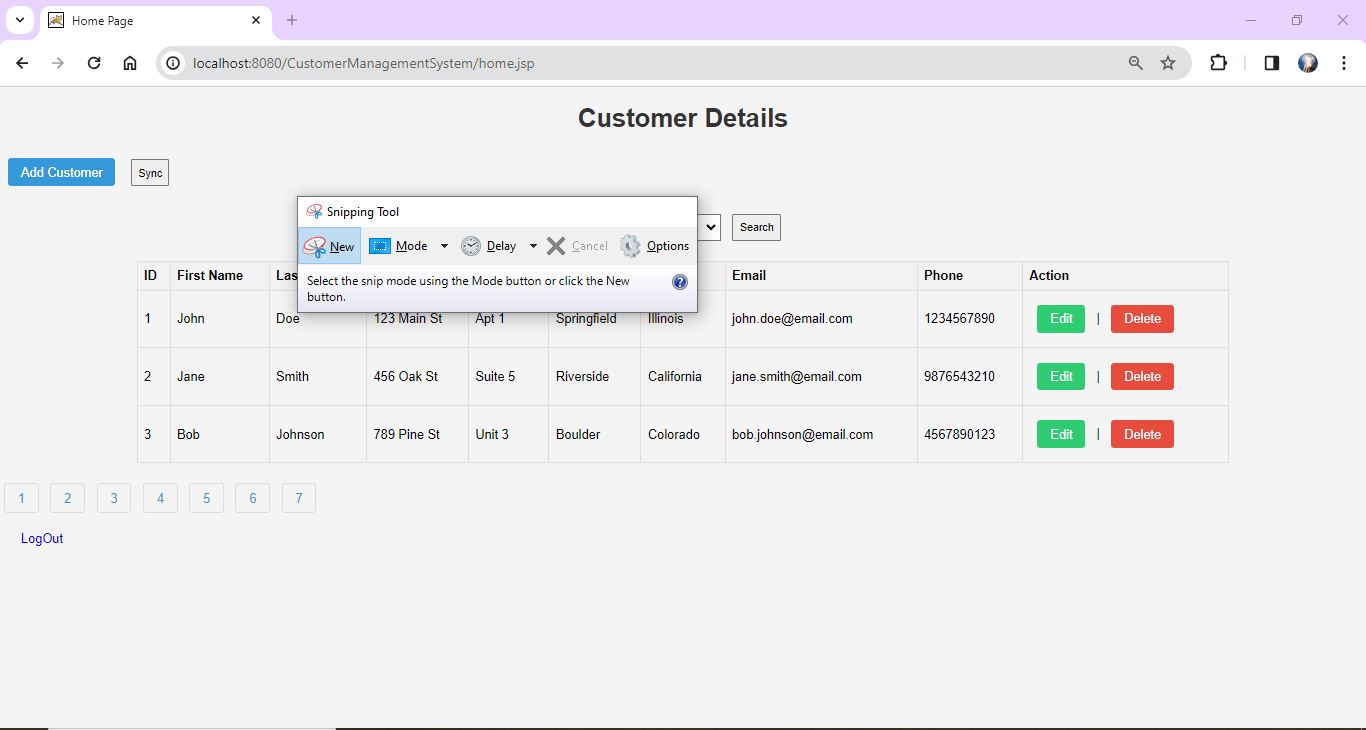 Home Page
localhost:8080/CustomerManagementSystem/home.jsp
Customer Details
Add Customer Sync
Snipping Tool
Search
New Mode Delay Cancel Options
Select the snip mode using the Mode button or click the New
button.
ID First Name Las Email Phone Action
1 John Doe 123 Main St Apt 1 Springfield Illinois john.doe@email.com 1234567890 Edit | Delete
2 Jane Smith 456 Oak St Suite 5 Riverside California jane.smith@email.com 9876543210 Edit | Delete
3 Bob Johnson 789 Pine St Unit 3 Boulder Colorado bob.johnson@email.com 4567890123 Edit | Delete
1 2 3 4 5 6 7
LogOut